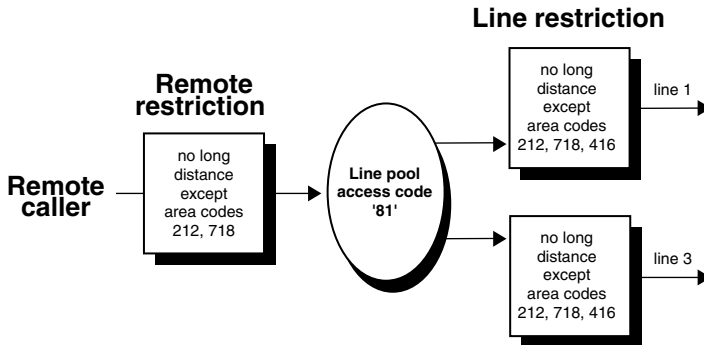 Line restriction
Remote
restriction
Remote
caller
no long
distance
except
area codes
212, 718
Line pool
access code
'81'
no long
distance
except
area codes
212, 718, 416
line 1
no long
distance
except
area codes
212, 718, 416
line 3